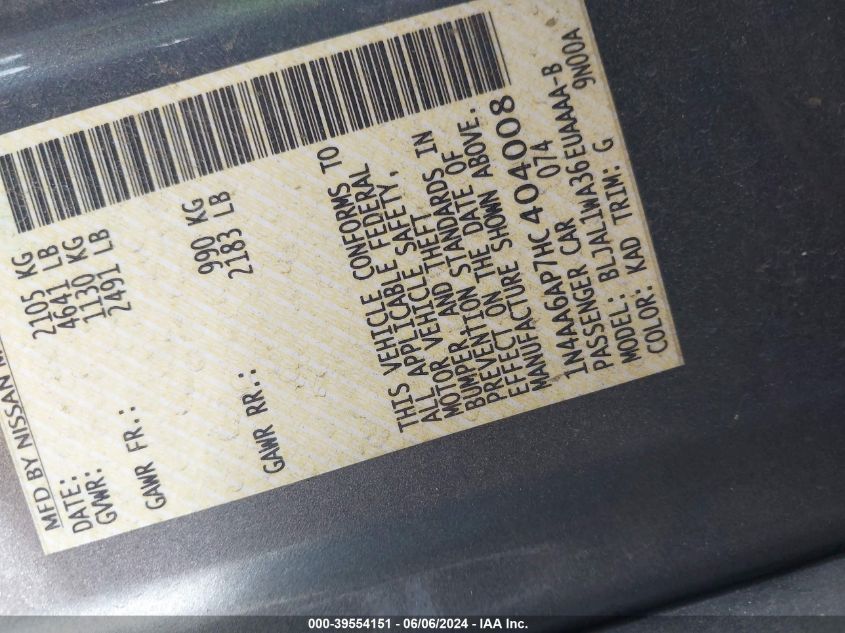 MFD BY NISSAN
DATE:
GVWR: 2105 KG
4641 LB
GAWR FR.: 1130 KG
2491 LB
GAWR RR.: 990 KG
2183 LB
THIS VEHICLE CONFORMS TO
ALL APPLICABLE FEDERAL
MOTOR VEHICLE SAFETY,
BUMPER AND THEFT
PREVENTION STANDARDS IN
EFFECT ON THE DATE OF
MANUFACTURE SHOWN ABOVE.
1N4AA6AP7HC404008
PASSENGER CAR 074
MODEL: BLJAL1WA36EUAAAA-B
COLOR: KAD TRIM: G 9N00A
000-39554151 - 06/06/2024 - IAA Inc.